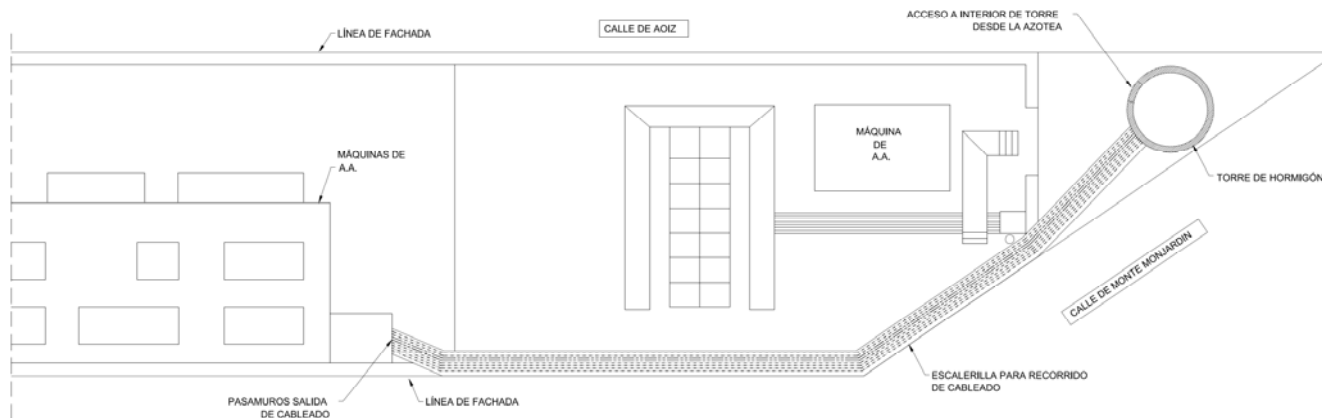 ACCESO A INTERIOR DE TORRE
DESDE LA AZOTEA
CALLE DE AOIZ
LÍNEA DE FACHADA
MÁQUINA
DE
A.A.
MÁQUINAS DE
A.A.
TORRE DE HORMIGÓN
CALLE DE MONTE MONJARDIN
ESCALERILLA PARA RECORRIDO
DE CABLEADO
PASAMUROS SALIDA
DE CABLEADO
LÍNEA DE FACHADA